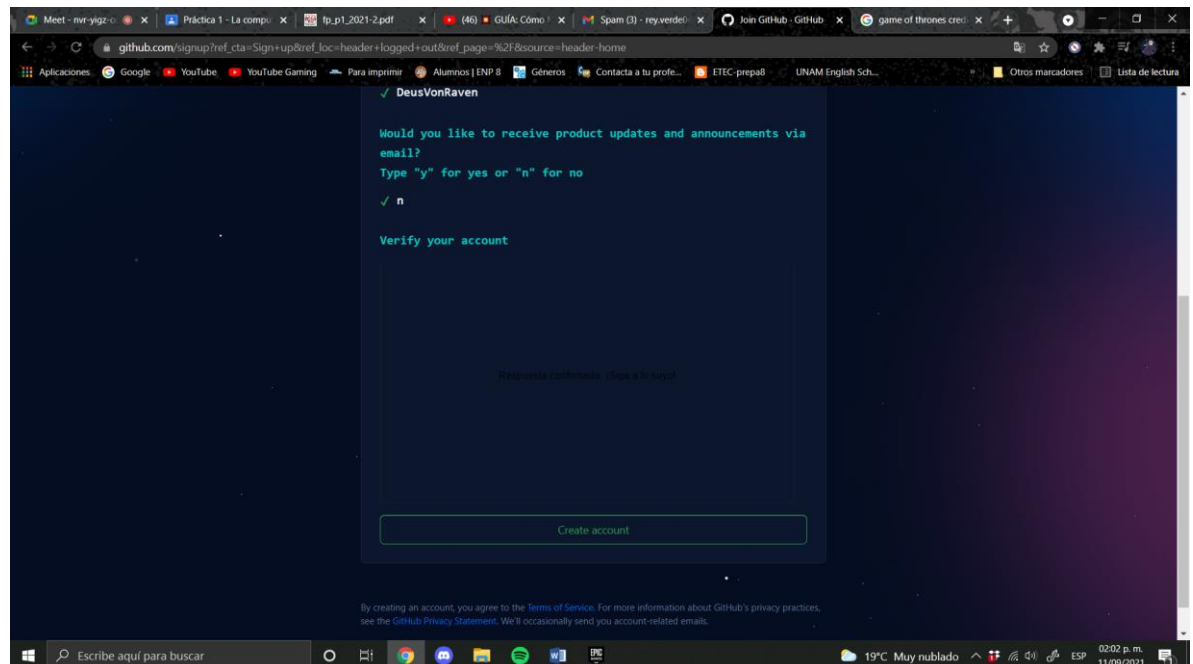 Meet - nvr-yigz-o
Práctica 1 - La compu
fp_p1_2021-2.pdf
(46) GUÍA: Cómo
Spam (3) - rey.verde
Join GitHub · GitHub
game of thrones cred
github.com/signup?ref_cta=Sign+up&ref_loc=header+logged+out&ref_page=%2F&source=header-home
Aplicaciones
Google
YouTube
YouTube Gaming
Para imprimir
Alumnos | ENP 8
Géneros
Contacta a tu profe...
ETEC-prepa8
UNAM English Sch...
»
Otros marcadores
Lista de lectura
✓ DeusVonRaven
Would you like to receive product updates and announcements via
email?
Type "y" for yes or "n" for no
✓ n
Verify your account
Create account
By creating an account, you agree to the Terms of Service. For more information about GitHub's privacy practices,
see the GitHub Privacy Statement. We'll occasionally send you account-related emails.
Escribe aquí para buscar
EPIC
19°C Muy nublado
ESP
02:02 p. m.
11/09/2021